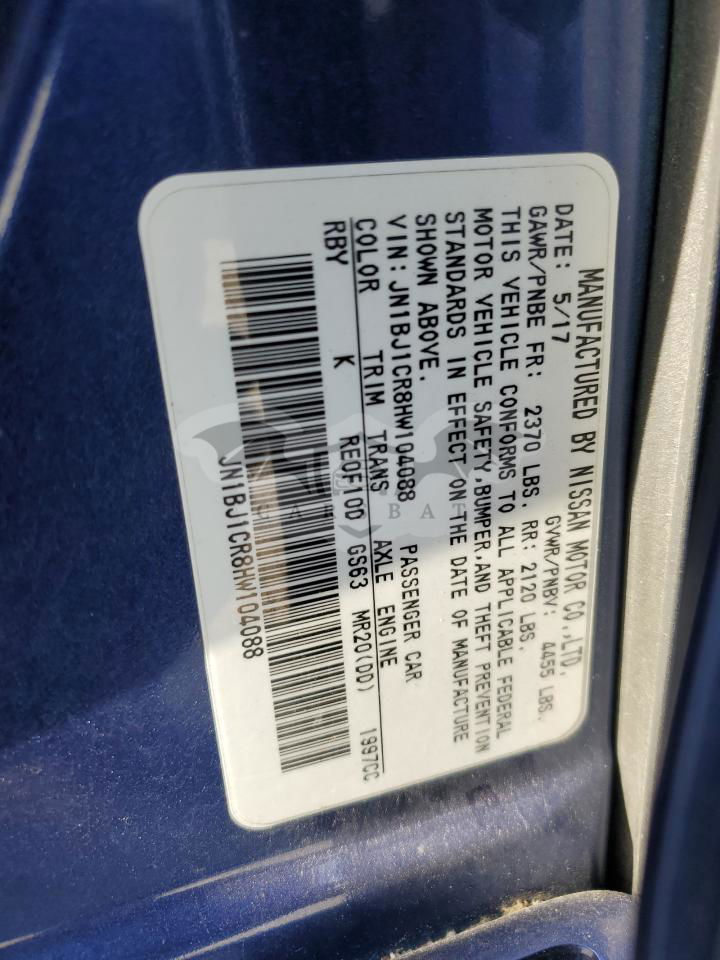 MANUFACTURED BY NISSAN MOTOR CO.,LTD.
DATE: 5/17 GVWR/PNBV: 4455 LBS.
GAWR/PNBE FR: 2370 LBS. RR: 2120 LBS.
THIS VEHICLE CONFORMS TO ALL APPLICABLE FEDERAL
MOTOR VEHICLE SAFETY,BUMPER,AND THEFT PREVENTION
STANDARDS IN EFFECT ON THE DATE OF MANUFACTURE
SHOWN ABOVE.
VIN: JN1BJ1CR8HW104088 PASSENGER CAR
COLOR TRIM TRANS AXLE ENGINE
RBY K RE0F10D GS63 MR20(DD) 1997CC
JN1BJ1CR8HW104088